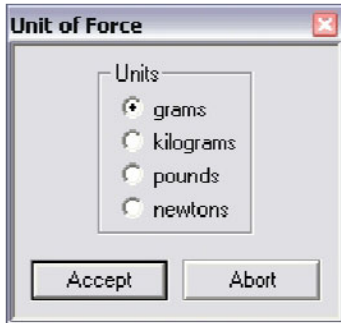 Unit of Force
Units
grams
kilograms
pounds
newtons
Accept Abort